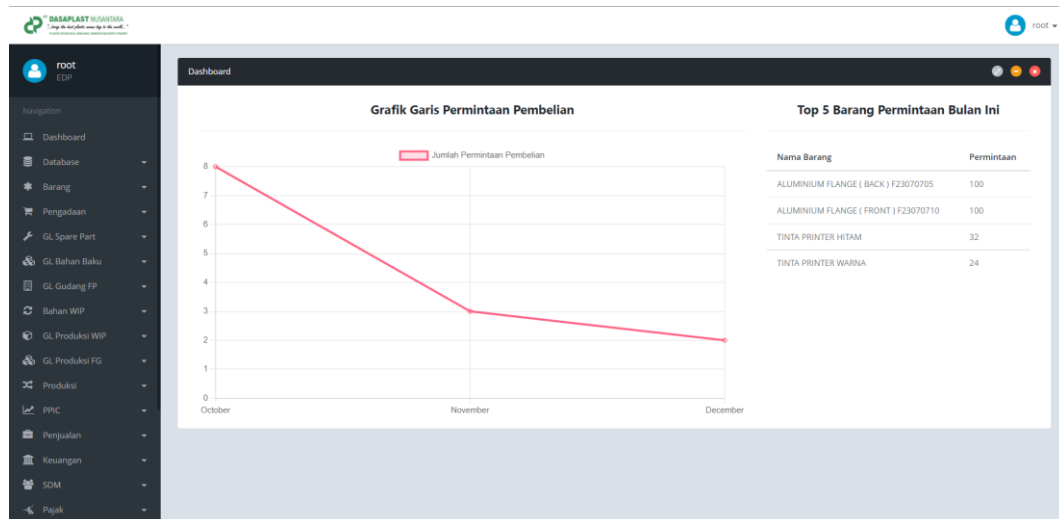 DASAPLAST NUSANTARA
root
root
EDP
Navigation
Dashboard
Database
Barang
Pengadaan
GL Spare Part
GL Bahan Baku
GL Gudang FP
Bahan WIP
GL Produksi WIP
GL Produksi FG
Produksi
PPIC
Penjualan
Keuangan
SDM
Pajak
Dashboard
Grafik Garis Permintaan Pembelian
Jumlah Permintaan Pembelian
8
7
6
5
4
3
2
1
0
October November December
Top 5 Barang Permintaan Bulan Ini
Nama Barang Permintaan
ALUMINIUM FLANGE ( BACK ) F23070705 100
ALUMINIUM FLANGE ( FRONT ) F23070710 100
TINTA PRINTER HITAM 32
TINTA PRINTER WARNA 24